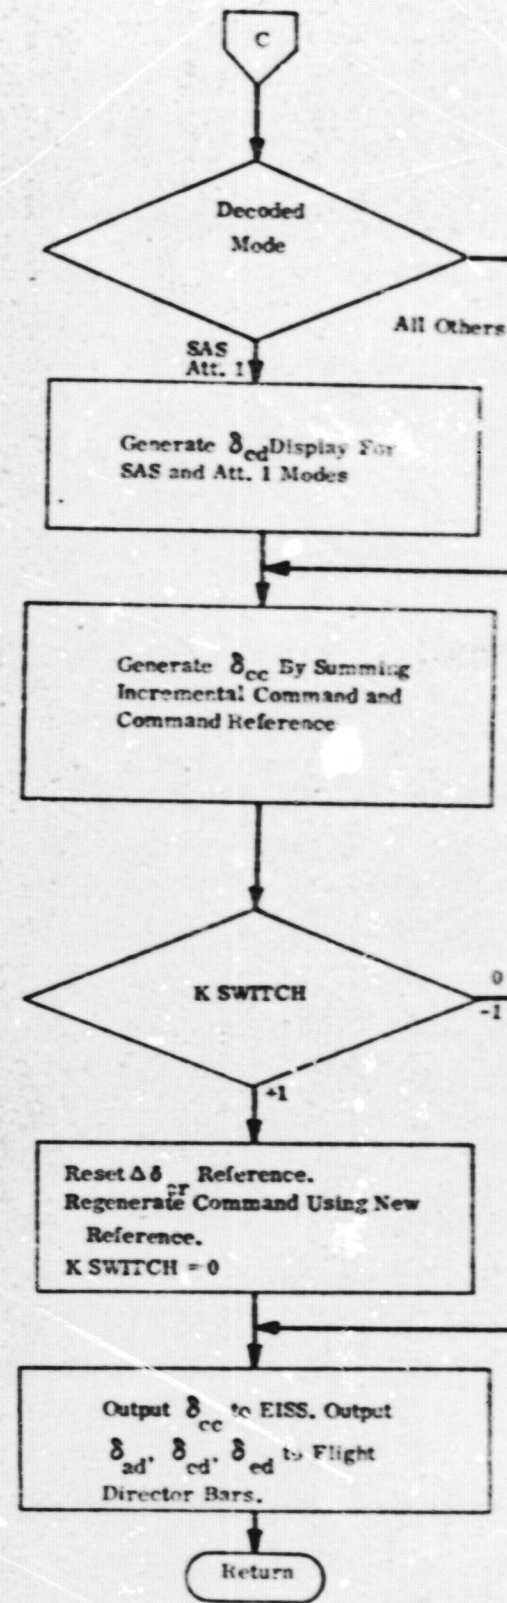 C
Decoded
Mode
All Others
SAS
Att. 1
Generate δcd Display For
SAS and Att. 1 Modes
Generate δcc By Summing
Incremental Command and
Command Reference
K SWITCH
0
-1
+1
Reset Δδcr Reference.
Regenerate Command Using New
Reference.
K SWITCH = 0
Output δcc to EISS. Output
δad, δcd, δed to Flight
Director Bars.
Return